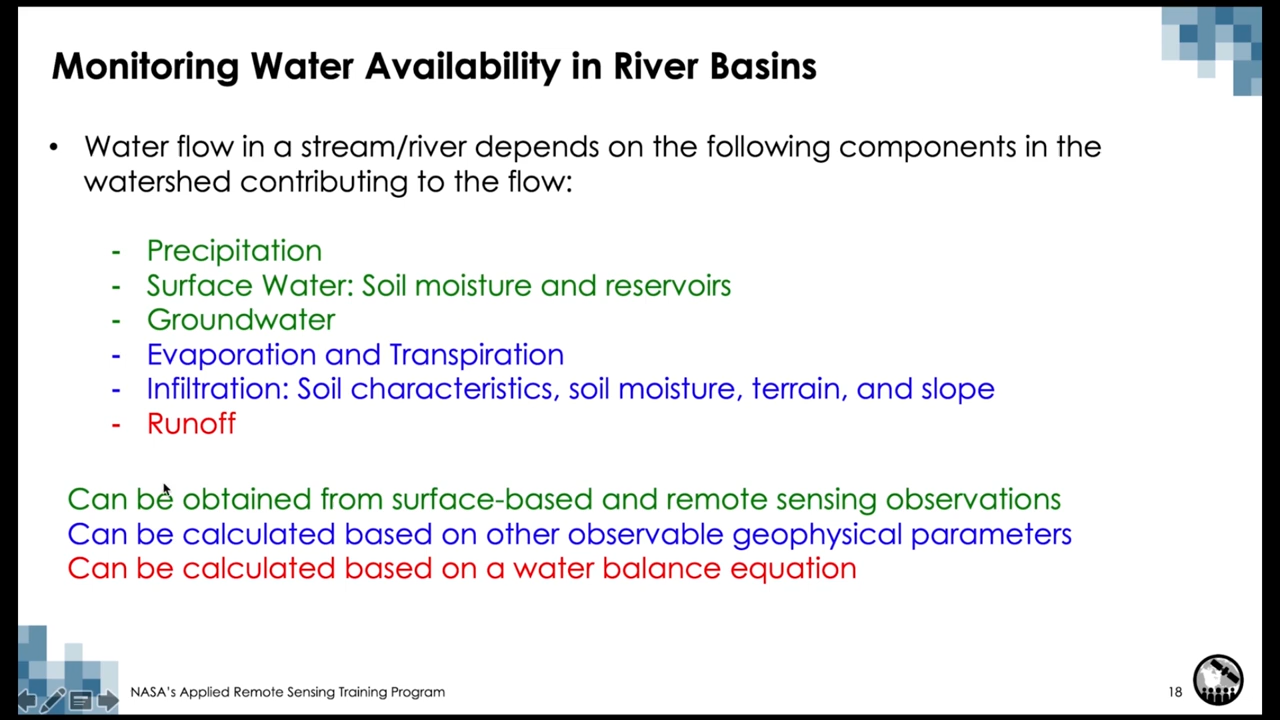 Monitoring Water Availability in River Basins
• Water flow in a stream/river depends on the following components in the
watershed contributing to the flow:
- Precipitation
- Surface Water: Soil moisture and reservoirs
- Groundwater
- Evaporation and Transpiration
- Infiltration: Soil characteristics, soil moisture, terrain, and slope
- Runoff
Can be obtained from surface-based and remote sensing observations
Can be calculated based on other observable geophysical parameters
Can be calculated based on a water balance equation
NASA's Applied Remote Sensing Training Program
18